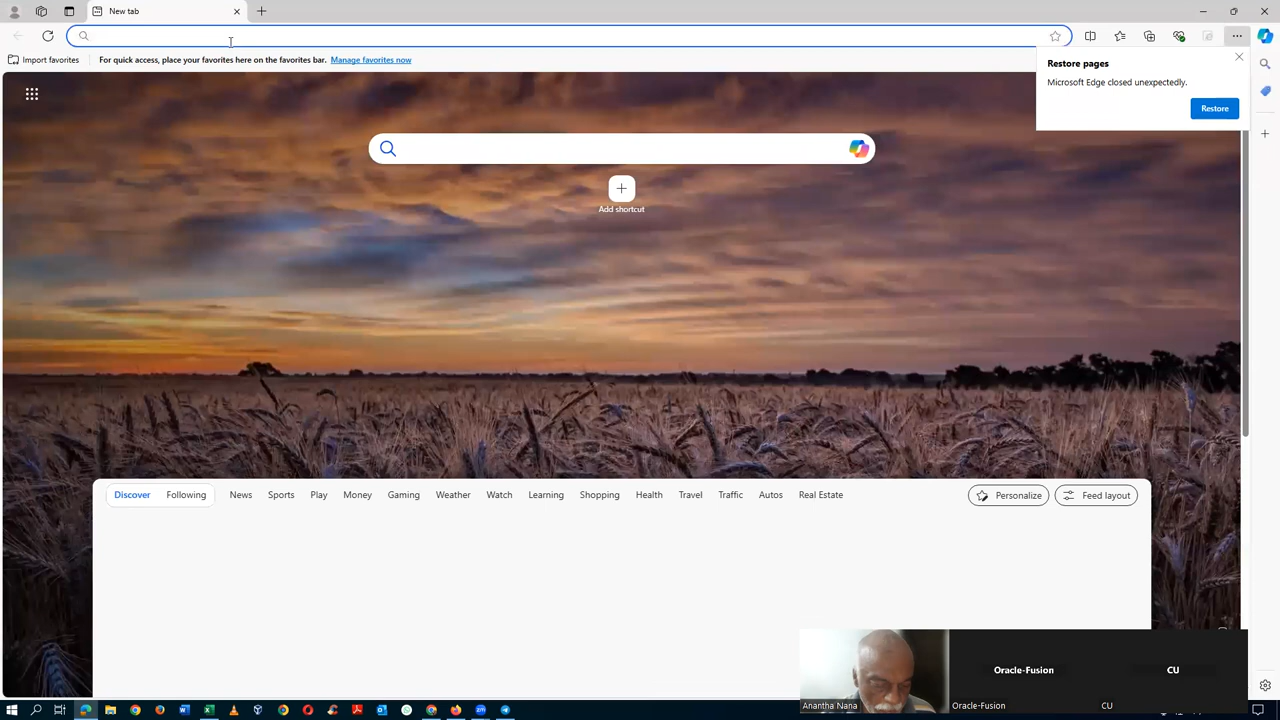 New tab
Import favorites
For quick access, place your favorites here on the favorites bar. Manage favorites now
Restore pages
Microsoft Edge closed unexpectedly.
Restore
Add shortcut
Discover Following News Sports Play Money Gaming Weather Watch Learning Shopping Health Travel Traffic Autos Real Estate Personalize Feed layout
Oracle-Fusion CU
Anantha Nana Oracle-Fusion CU